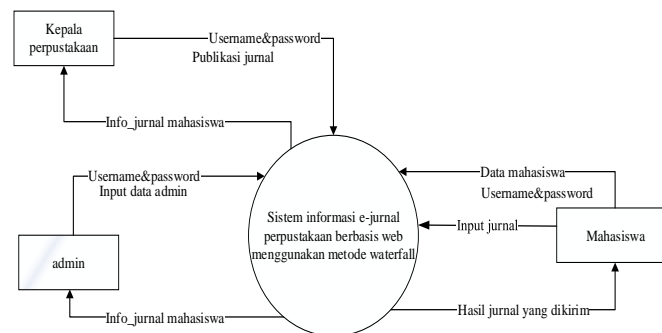 Kepala
perpustakaan
Username&password
Publikasi jurnal
Info_jurnal mahasiswa
Username&password
Input data admin
admin
Info_jurnal mahasiswa
Sistem informasi e-jurnal
perpustakaan berbasis web
menggunakan metode waterfall
Data mahasiswa
Username&password
Input jurnal
Mahasiswa
Hasil jurnal yang dikirim